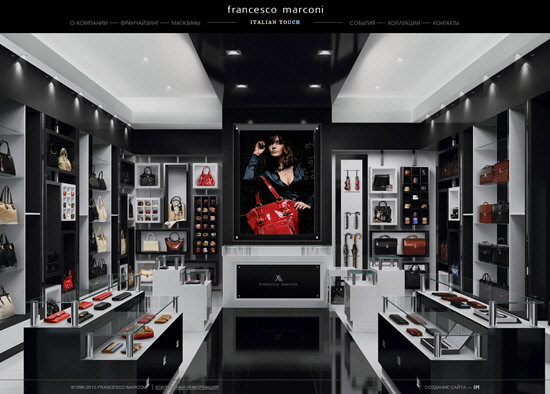 francesco marconi
О КОМПАНИИ ФРАНЧАЙЗИНГ МАГАЗИНЫ ITALIAN TOUCH СОБЫТИЯ КОЛЛЕКЦИИ КОНТАКТЫ
francesco marconi
©1995-2013 FRANCESCO MARCONI | КОНТАКТНАЯ ИНФОРМАЦИЯ СОЗДАНИЕ САЙТА —